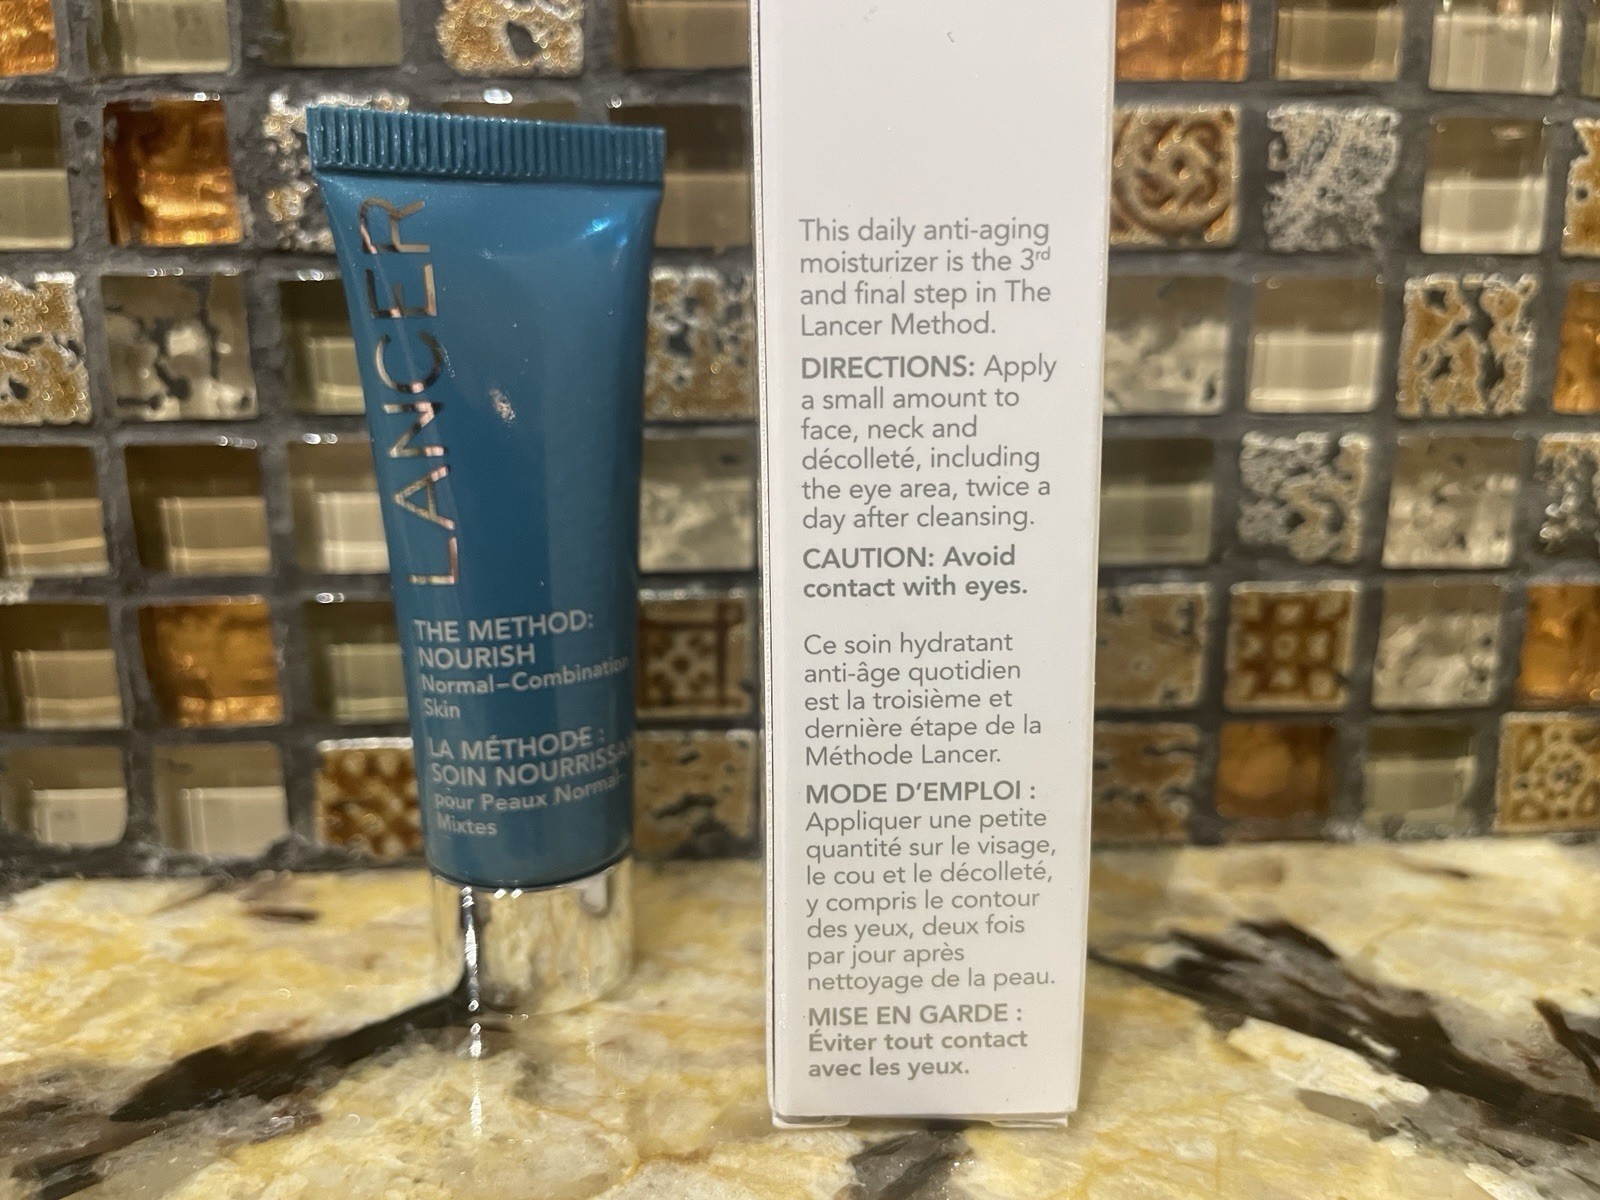 LANCER
THE METHOD:
NOURISH
Normal–Combination
Skin
LA MÉTHODE :
SOIN
pour Peaux Normal-
Mixtes
This daily anti-aging
moisturizer is the 3rd
and final step in The
Lancer Method.
DIRECTIONS: Apply
a small amount to
face, neck and
décolleté, including
the eye area, twice a
day after cleansing.
CAUTION: Avoid
contact with eyes.
Ce soin hydratant
anti-âge quotidien
est la troisième et
dernière étape de la
Méthode Lancer.
MODE D'EMPLOI :
Appliquer une petite
quantité sur le visage,
le cou et le décolleté,
y compris le contour
des yeux, deux fois
par jour après
nettoyage de la peau.
MISE EN GARDE :
Éviter tout contact
avec les yeux.